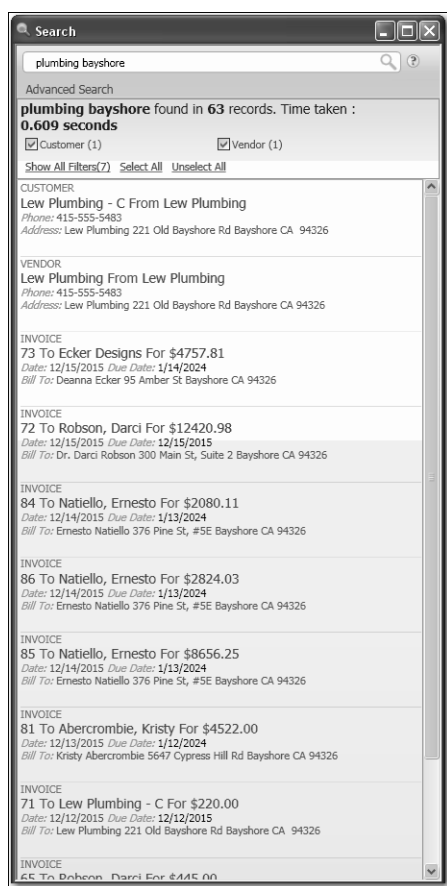 Search
plumbing bayshore
Advanced Search
plumbing bayshore found in 63 records. Time taken :
0.609 seconds
Customer (1) Vendor (1)
Show All Filters(7) Select All Unselect All
CUSTOMER
Lew Plumbing - C From Lew Plumbing
Phone: 415-555-5483
Address: Lew Plumbing 221 Old Bayshore Rd Bayshore CA 94326
VENDOR
Lew Plumbing From Lew Plumbing
Phone: 415-555-5483
Address: Lew Plumbing 221 Old Bayshore Rd Bayshore CA 94326
INVOICE
73 To Ecker Designs For $4757.81
Date: 12/15/2015 Due Date: 1/14/2024
Bill To: Deanna Ecker 95 Amber St Bayshore CA 94326
INVOICE
72 To Robson, Darci For $12420.98
Date: 12/15/2015 Due Date: 12/15/2015
Bill To: Dr. Darci Robson 300 Main St, Suite 2 Bayshore CA 94326
INVOICE
84 To Natiello, Ernesto For $2080.11
Date: 12/14/2015 Due Date: 1/13/2024
Bill To: Ernesto Natiello 376 Pine St, #5E Bayshore CA 94326
INVOICE
86 To Natiello, Ernesto For $2824.03
Date: 12/14/2015 Due Date: 1/13/2024
Bill To: Ernesto Natiello 376 Pine St, #5E Bayshore CA 94326
INVOICE
85 To Natiello, Ernesto For $8656.25
Date: 12/14/2015 Due Date: 1/13/2024
Bill To: Ernesto Natiello 376 Pine St, #5E Bayshore CA 94326
INVOICE
81 To Abercrombie, Kristy For $4522.00
Date: 12/13/2015 Due Date: 1/12/2024
Bill To: Kristy Abercrombie 5647 Cypress Hill Rd Bayshore CA 94326
INVOICE
71 To Lew Plumbing - C For $220.00
Date: 12/12/2015 Due Date: 12/12/2015
Bill To: Lew Plumbing 221 Old Bayshore Rd Bayshore CA 94326
INVOICE
65 To Robson, Darci For $445.00